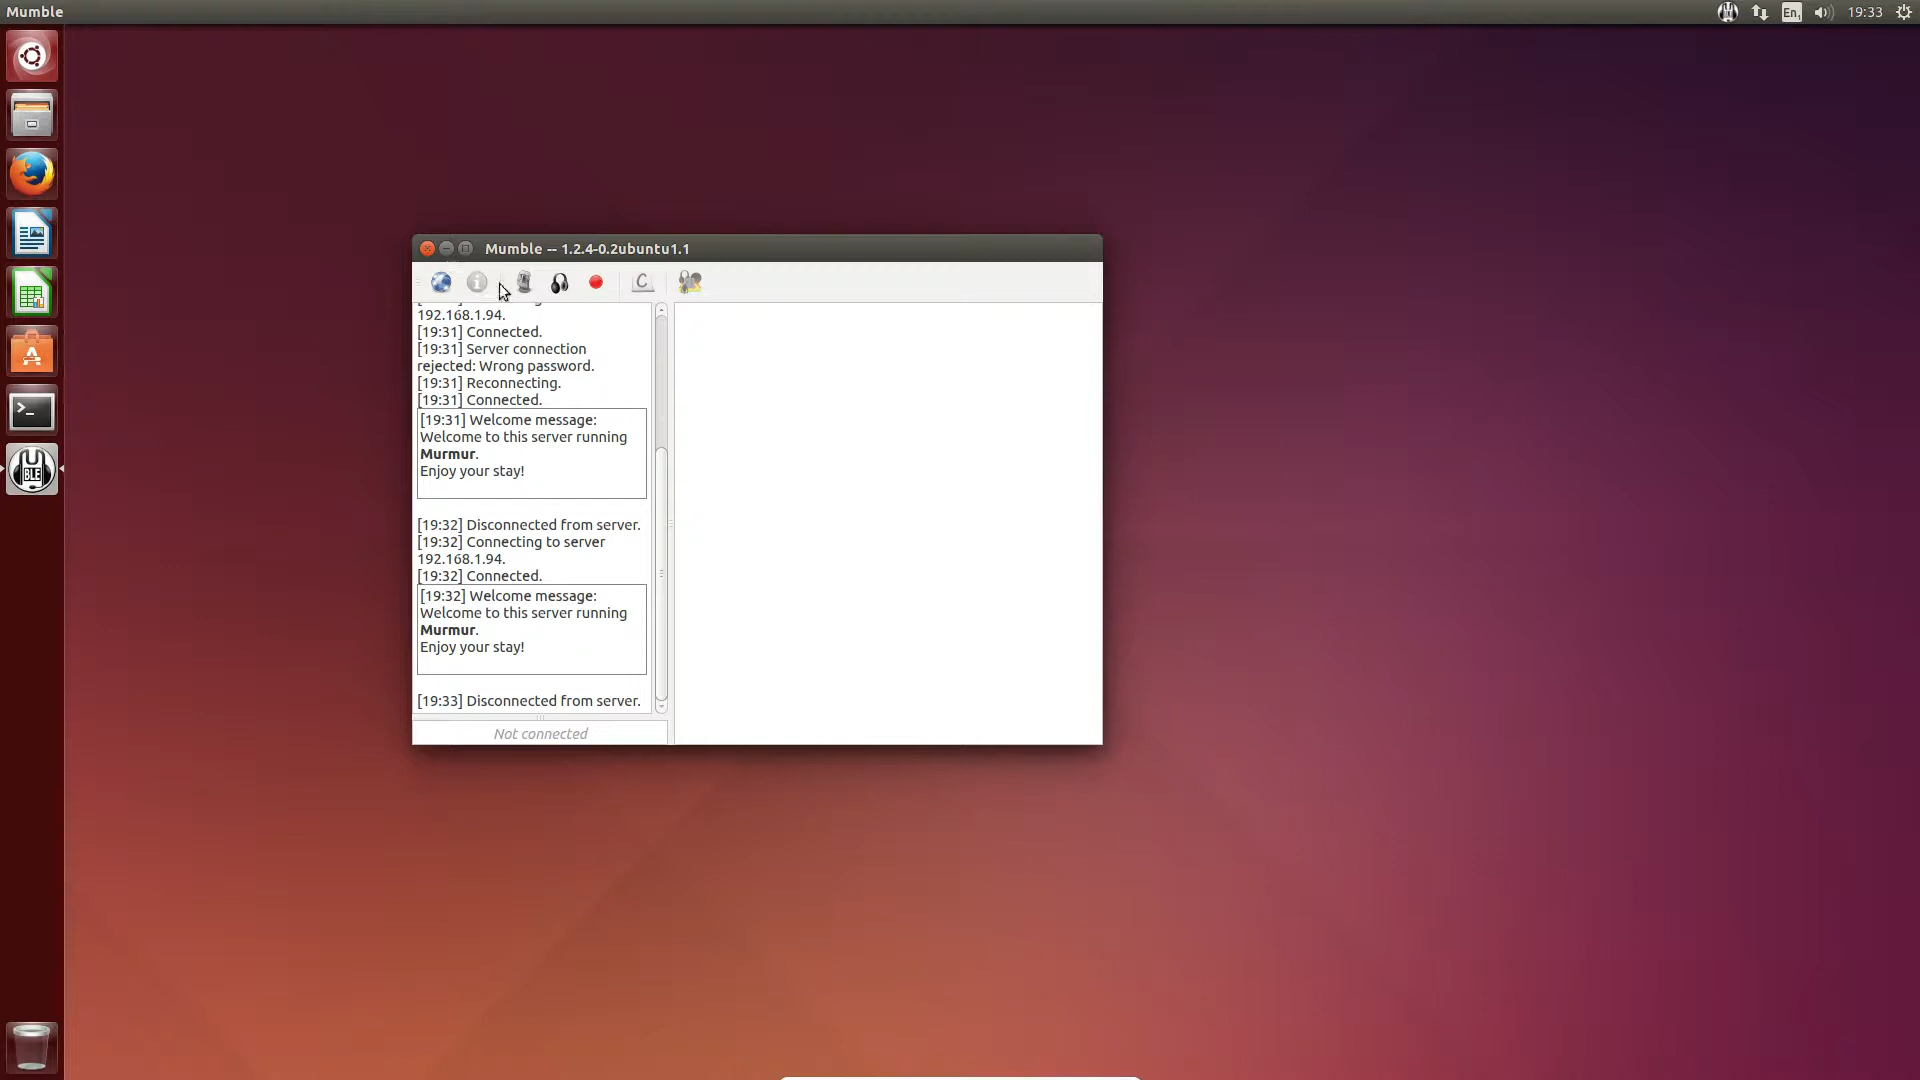 Mumble
En1
19:33
Mumble -- 1.2.4-0.2ubuntu1.1
C
192.168.1.94.
[19:31] Connected.
[19:31] Server connection
rejected: Wrong password.
[19:31] Reconnecting.
[19:31] Connected.
[19:31] Welcome message:
Welcome to this server running
Murmur.
Enjoy your stay!
[19:32] Disconnected from server.
[19:32] Connecting to server
192.168.1.94.
[19:32] Connected.
[19:32] Welcome message:
Welcome to this server running
Murmur.
Enjoy your stay!
[19:33] Disconnected from server.
Not connected
BLE